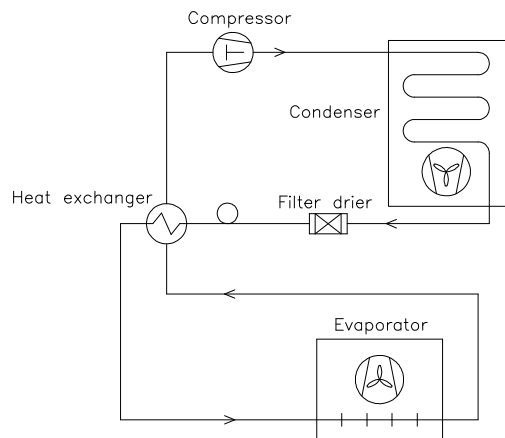 Compressor
Condenser
Heat exchanger
Filter drier
Evaporator